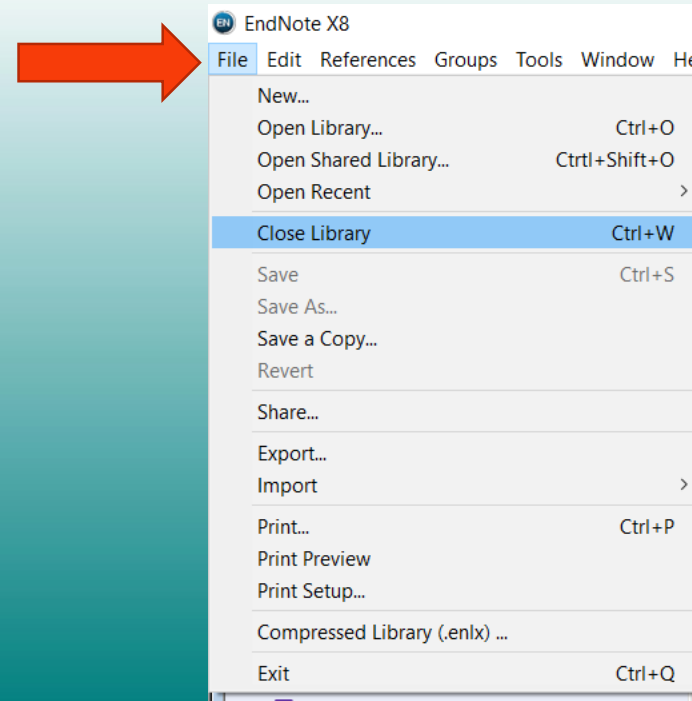 EN EndNote X8
File Edit References Groups Tools Window He
New...
Open Library... Ctrl+O
Open Shared Library... Ctrtl+Shift+O
Open Recent >
Close Library Ctrl+W
Save Ctrl+S
Save As...
Save a Copy...
Revert
Share...
Export...
Import >
Print... Ctrl+P
Print Preview
Print Setup...
Compressed Library (.enlx) ...
Exit Ctrl+Q